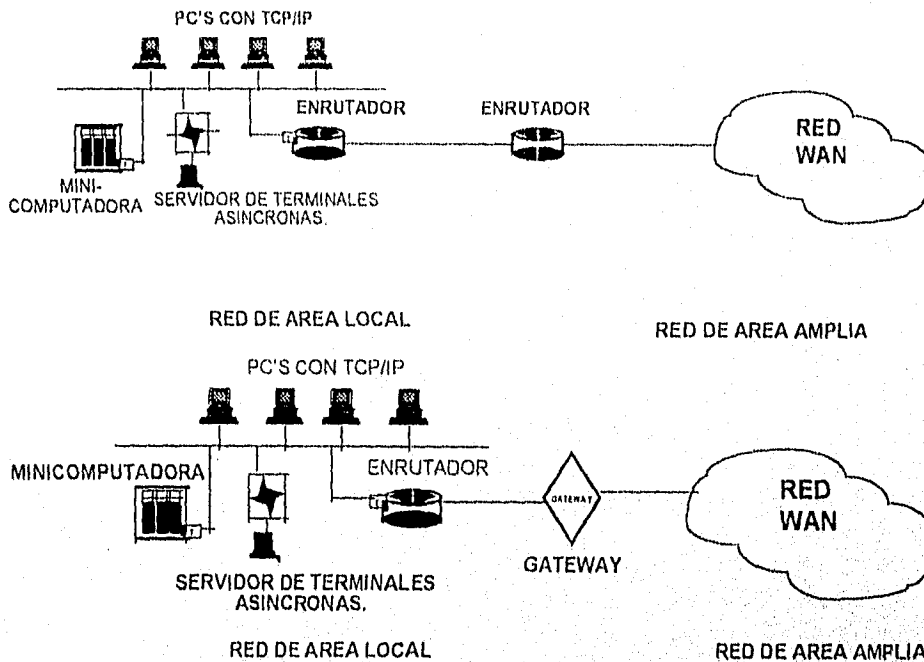 PC'S CON TCP/IP
ENRUTADOR
ENRUTADOR
RED
WAN
MINI-
COMPUTADORA
SERVIDOR DE TERMINALES
ASINCRONAS.
RED DE AREA LOCAL
RED DE AREA AMPLIA
PC'S CON TCP/IP
MINICOMPUTADORA
ENRUTADOR
GATEWAY
RED
WAN
GATEWAY
SERVIDOR DE TERMINALES
ASINCRONAS.
RED DE AREA LOCAL
RED DE AREA AMPLIA